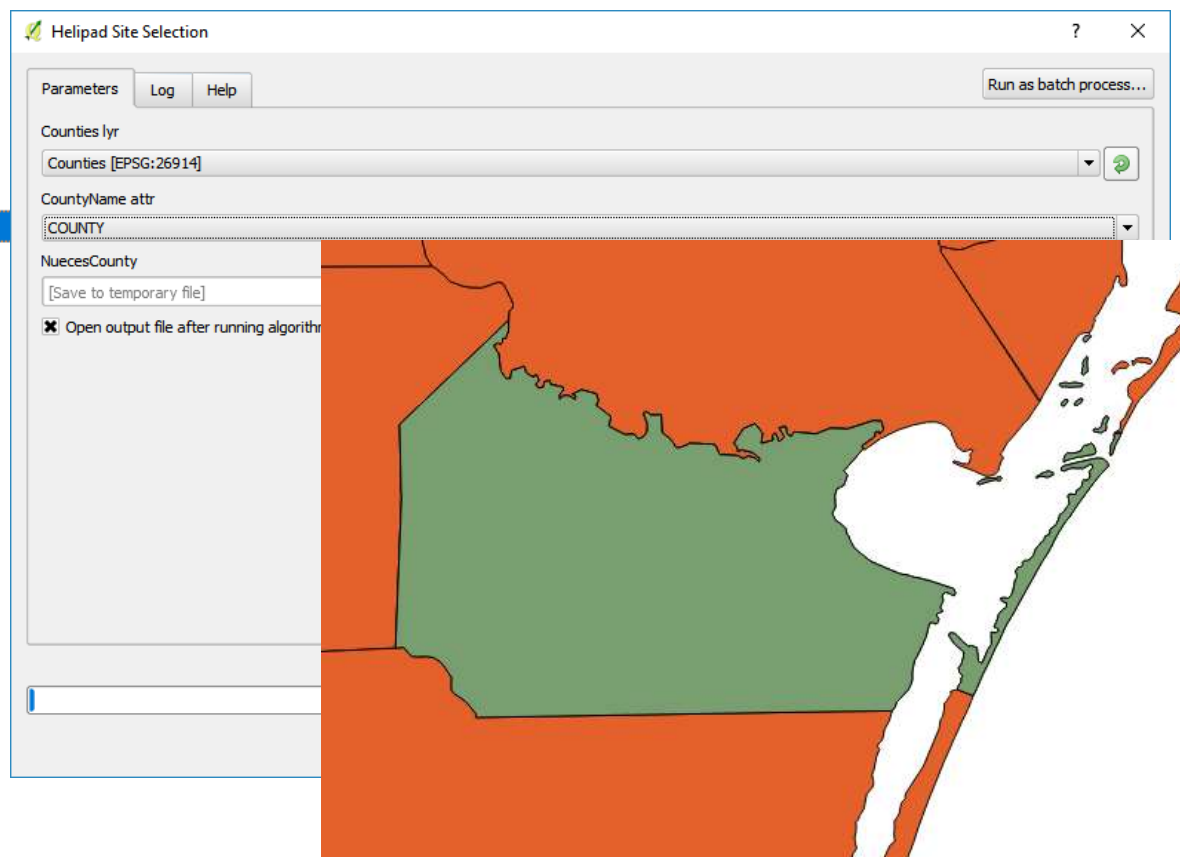 Helipad Site Selection
?
Parameters
Log
Help
Run as batch process...
Counties lyr
Counties [EPSG:26914]
CountyName attr
COUNTY
NuecesCounty
[Save to temporary file]
Open output file after running